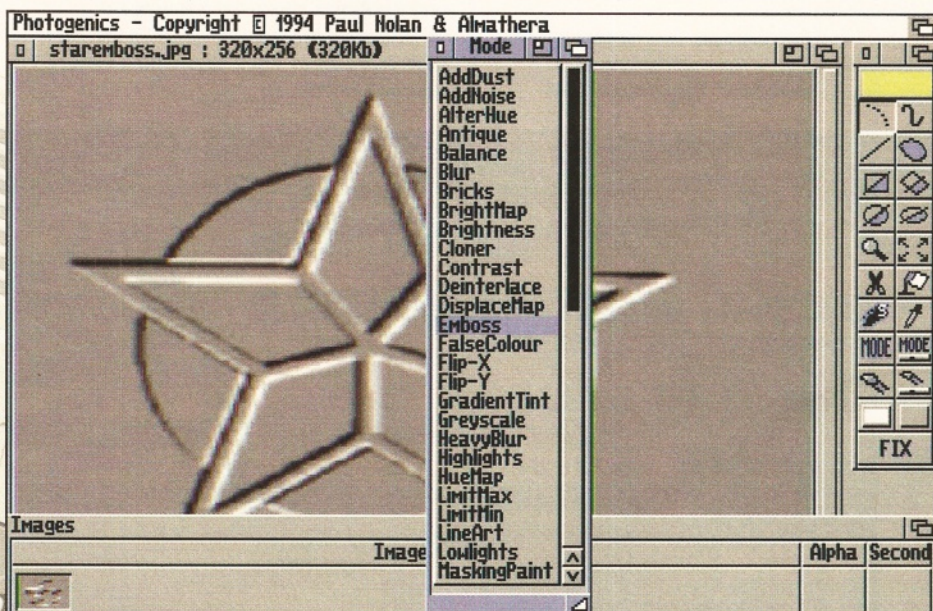 Photogenics - Copyright © 1994 Paul Nolan & Almathera
staremboss.jpg : 320x256 (320Kb)
Mode
AddDust
AddNoise
AlterHue
Antique
Balance
Blur
Bricks
BrightMap
Brightness
Cloner
Contrast
Deinterlace
DisplaceMap
Emboss
FalseColour
Flip-X
Flip-Y
GradientTint
Greyscale
HeavyBlur
Highlights
HueMap
LimitMax
LimitMin
LineArt
Lowlights
MaskingPaint
MODE MODE
FIX
Images
Image
Alpha Second